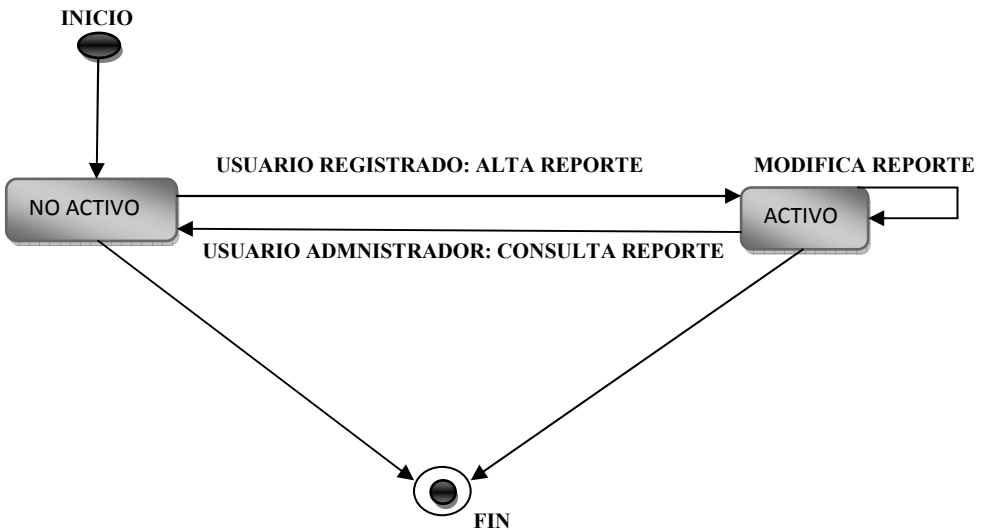 INICIO
USUARIO REGISTRADO: ALTA REPORTE
MODIFICA REPORTE
NO ACTIVO
ACTIVO
USUARIO ADMNISTRADOR: CONSULTA REPORTE
FIN